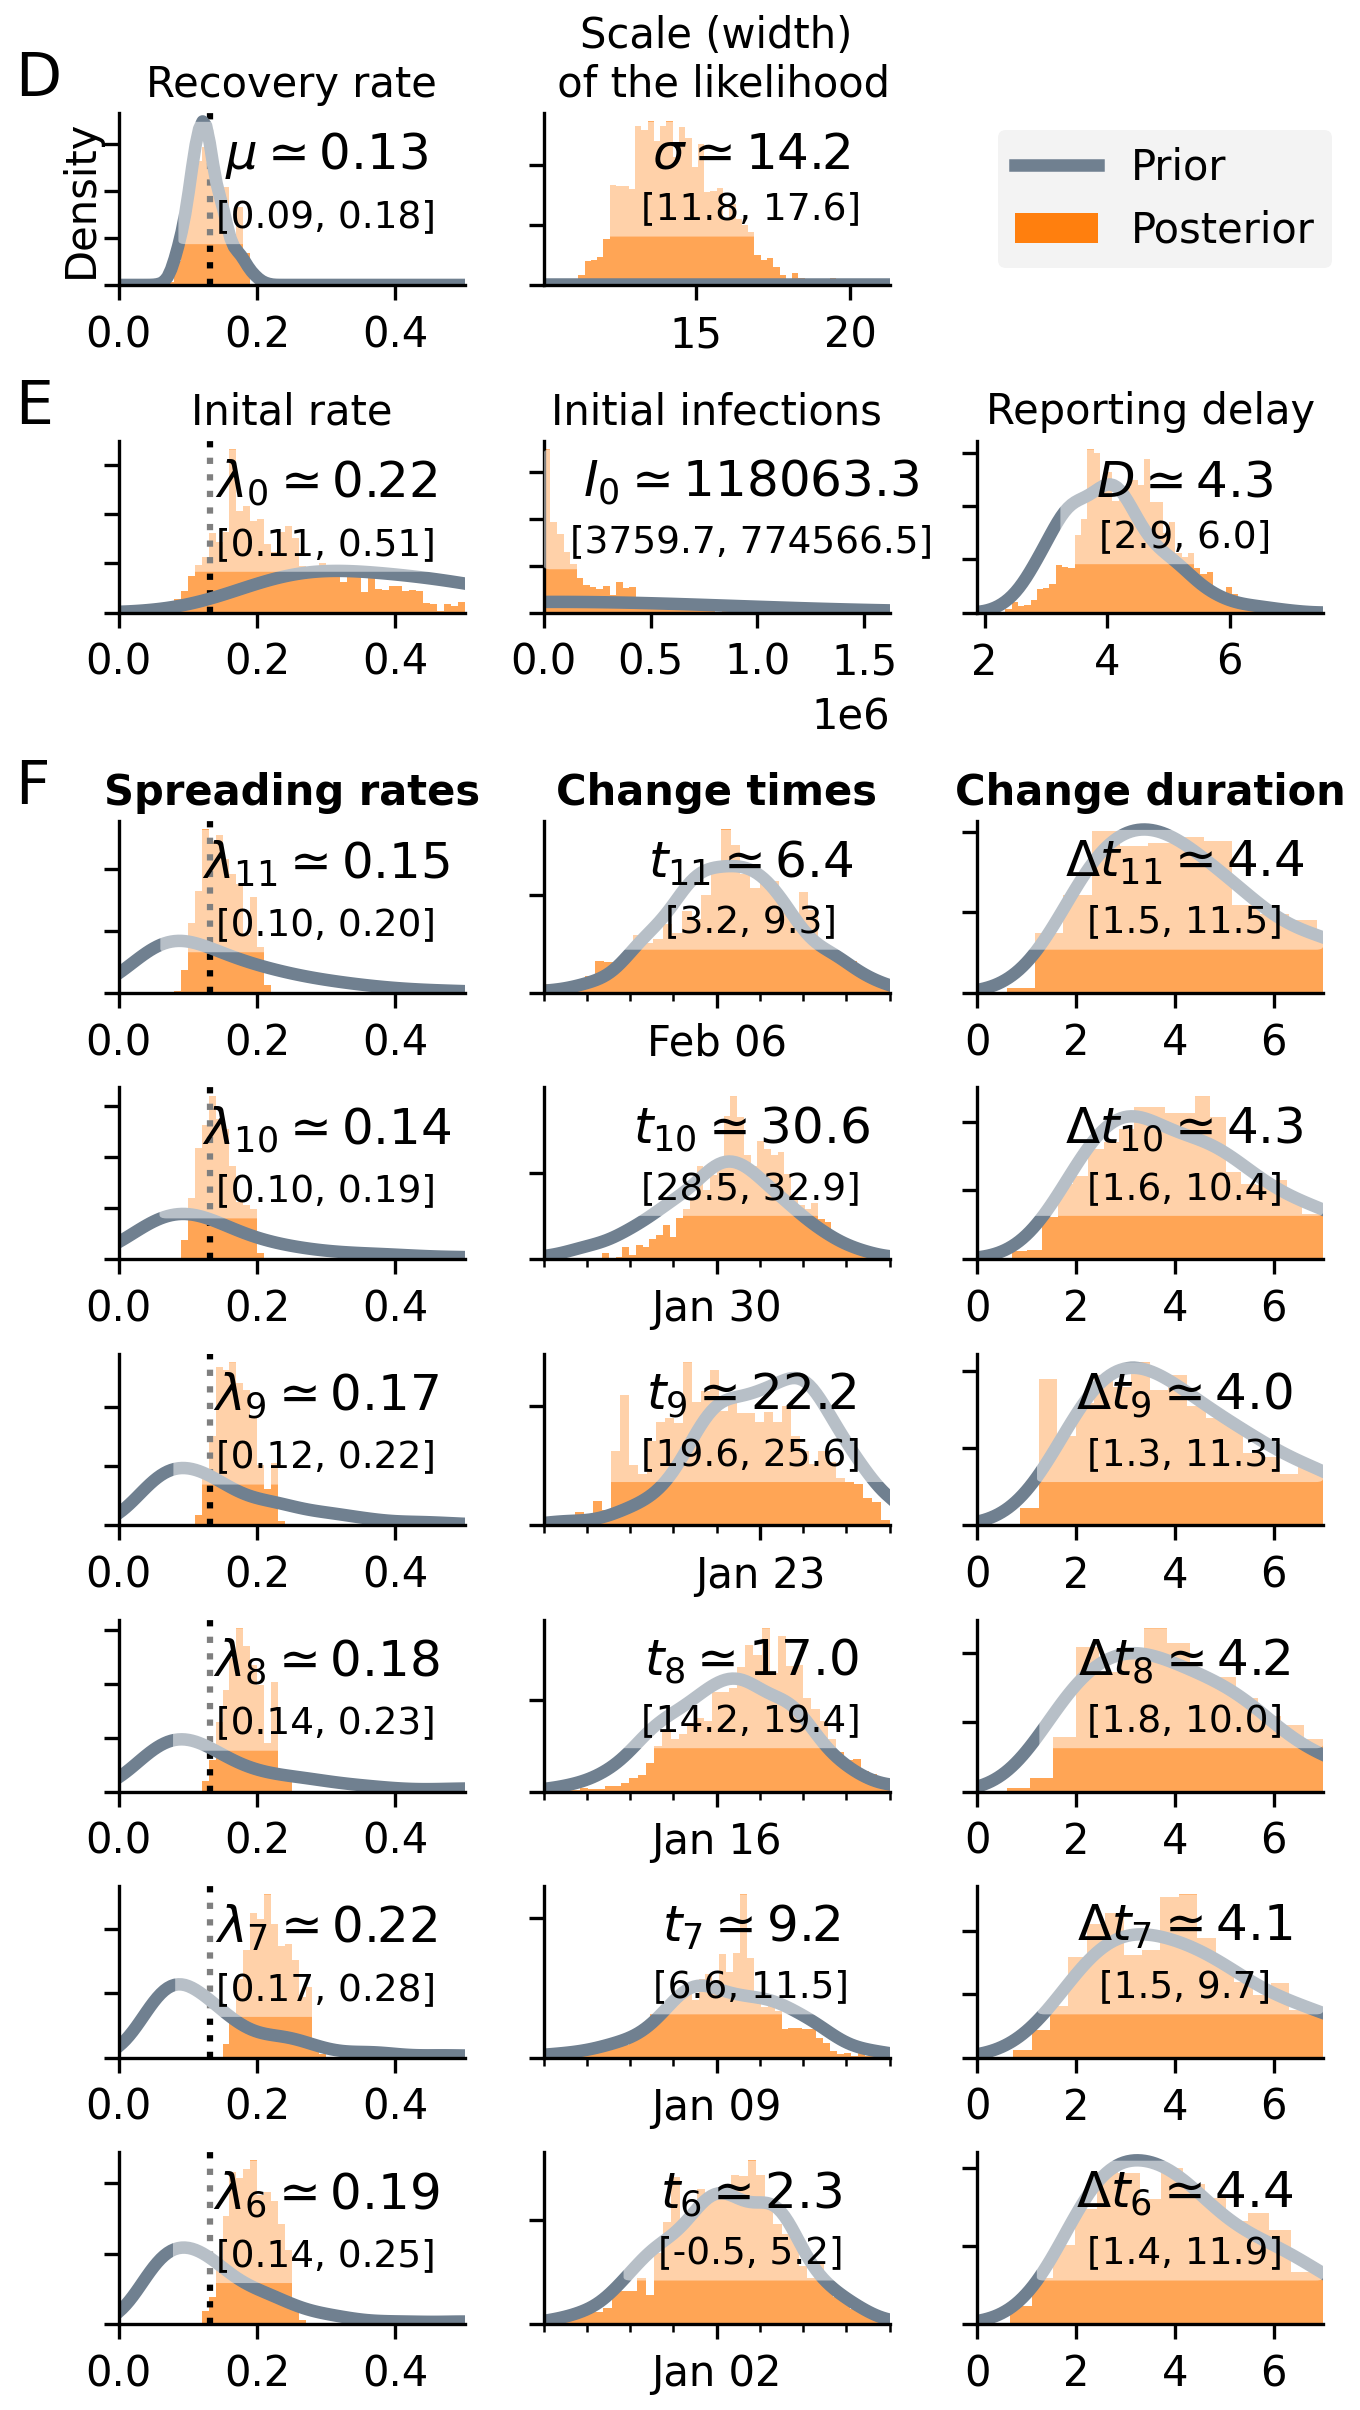 D
Recovery rate
Density
μ ≃ 0.13
[0.09, 0.18]
0.0 0.2 0.4
Scale (width)
of the likelihood
σ ≃ 14.2
[11.8, 17.6]
15 20
Prior
Posterior
E
Inital rate
λ0 ≃ 0.22
[0.11, 0.51]
0.0 0.2 0.4
Initial infections
I0 ≃ 118063.3
[3759.7, 774566.5]
0.0 0.5 1.0 1.5
1e6
Reporting delay
D ≃ 4.3
[2.9, 6.0]
2 4 6
F
Spreading rates
Change times
Change duration
λ11 ≃ 0.15
[0.10, 0.20]
0.0 0.2 0.4
t11 ≃ 6.4
[3.2, 9.3]
Feb 06
Δt11 ≃ 4.4
[1.5, 11.5]
0 2 4 6
λ10 ≃ 0.14
[0.10, 0.19]
0.0 0.2 0.4
t10 ≃ 30.6
[28.5, 32.9]
Jan 30
Δt10 ≃ 4.3
[1.6, 10.4]
0 2 4 6
λ9 ≃ 0.17
[0.12, 0.22]
0.0 0.2 0.4
t9 ≃ 22.2
[19.6, 25.6]
Jan 23
Δt9 ≃ 4.0
[1.3, 11.3]
0 2 4 6
λ8 ≃ 0.18
[0.14, 0.23]
0.0 0.2 0.4
t8 ≃ 17.0
[14.2, 19.4]
Jan 16
Δt8 ≃ 4.2
[1.8, 10.0]
0 2 4 6
λ7 ≃ 0.22
[0.17, 0.28]
0.0 0.2 0.4
t7 ≃ 9.2
[6.6, 11.5]
Jan 09
Δt7 ≃ 4.1
[1.5, 9.7]
0 2 4 6
λ6 ≃ 0.19
[0.14, 0.25]
0.0 0.2 0.4
t6 ≃ 2.3
[-0.5, 5.2]
Jan 02
Δt6 ≃ 4.4
[1.4, 11.9]
0 2 4 6